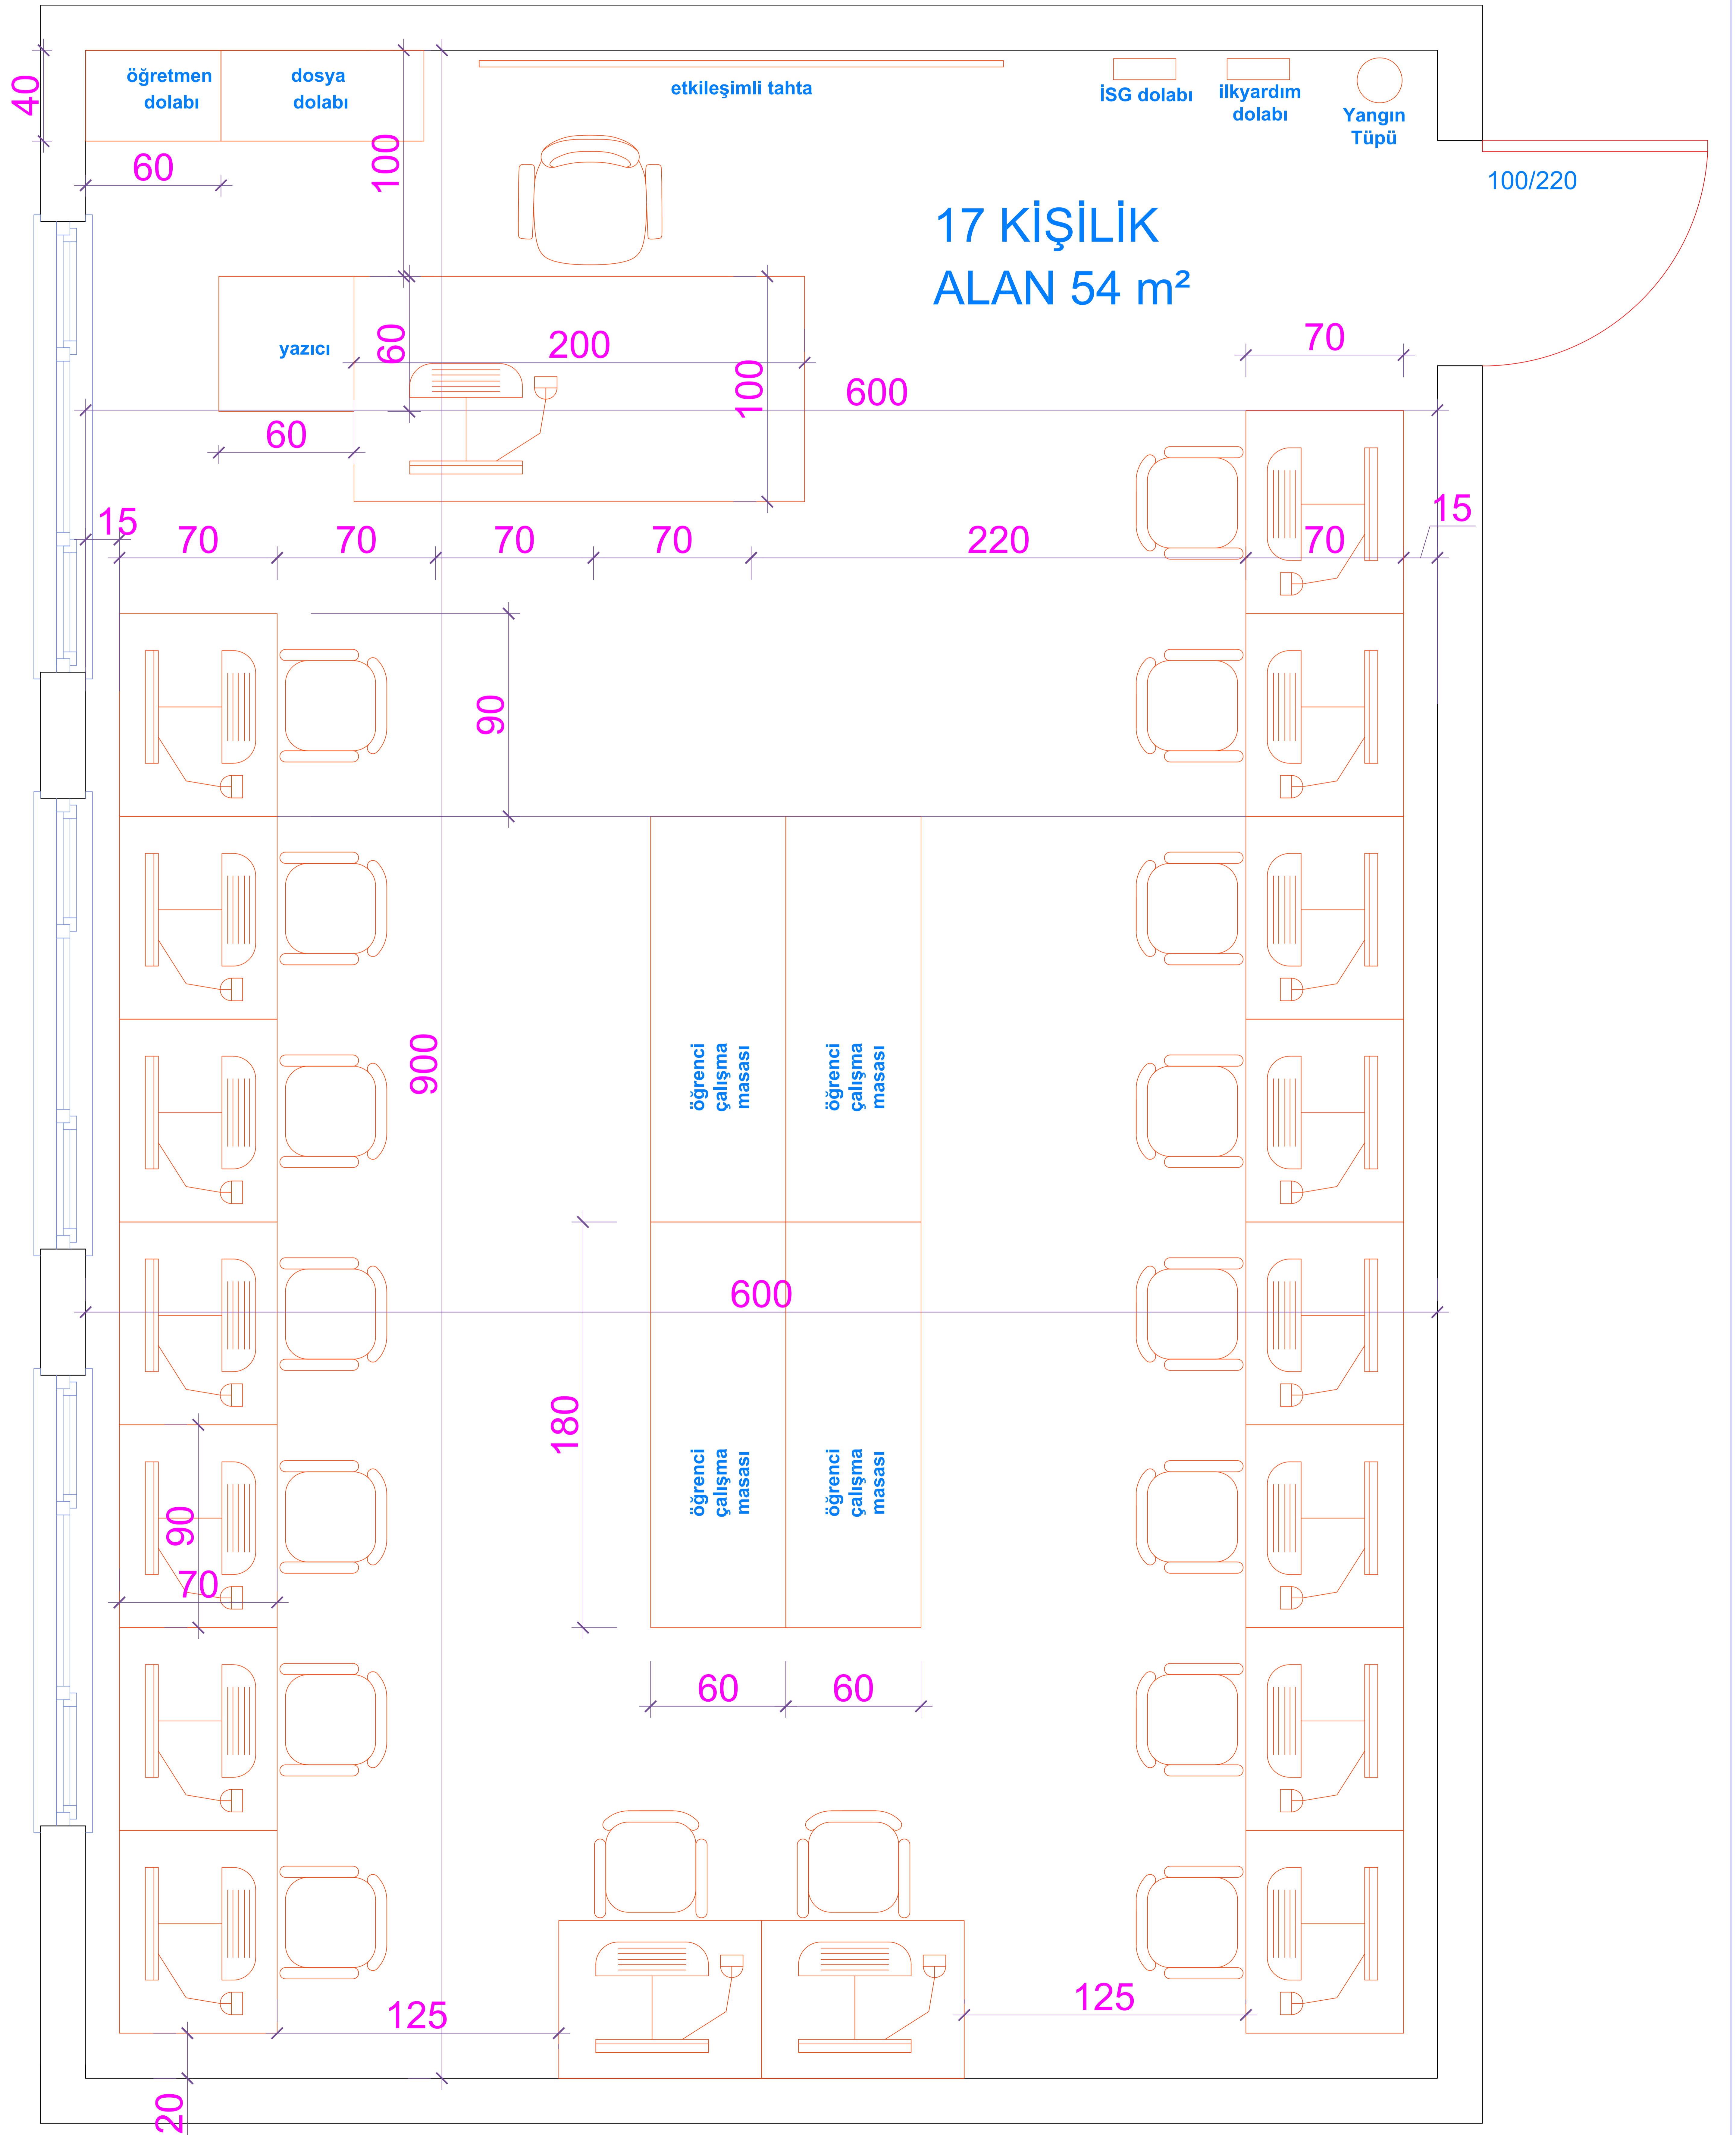 öğretmen
dolabı
dosya
dolabı
etkileşimli tahta
İSG dolabı
ilkyardım
dolabı
Yangın
Tüpü
40
60
100
100/220
17 KİŞİLİK
ALAN 54 m²
yazıcı
60
200
100
600
70
60
15
70
70
70
70
220
70
15
90
900
öğrenci
çalışma
masası
öğrenci
çalışma
masası
600
180
öğrenci
çalışma
masası
öğrenci
çalışma
masası
90
70
60
60
125
125
20